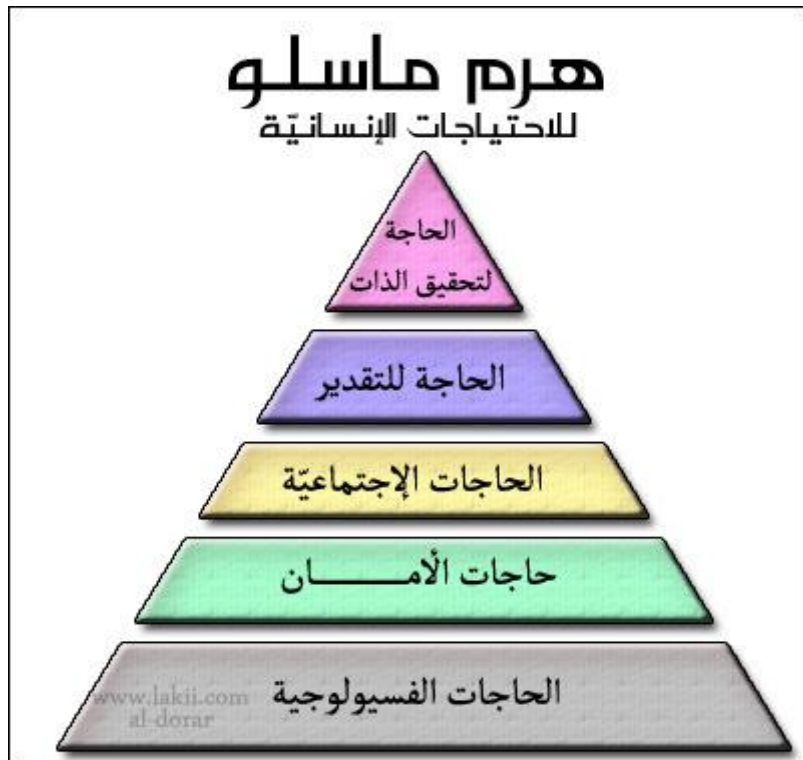 هرم ماسلو
للاحتياجات الإنسانيّة
الحاجة
لتحقيق الذات
الحاجة للتقدير
الحاجات الإجتماعيّة
حاجات الأمـــــــان
الحاجات الفسيولوجية
www.lakii.com
al-dorar